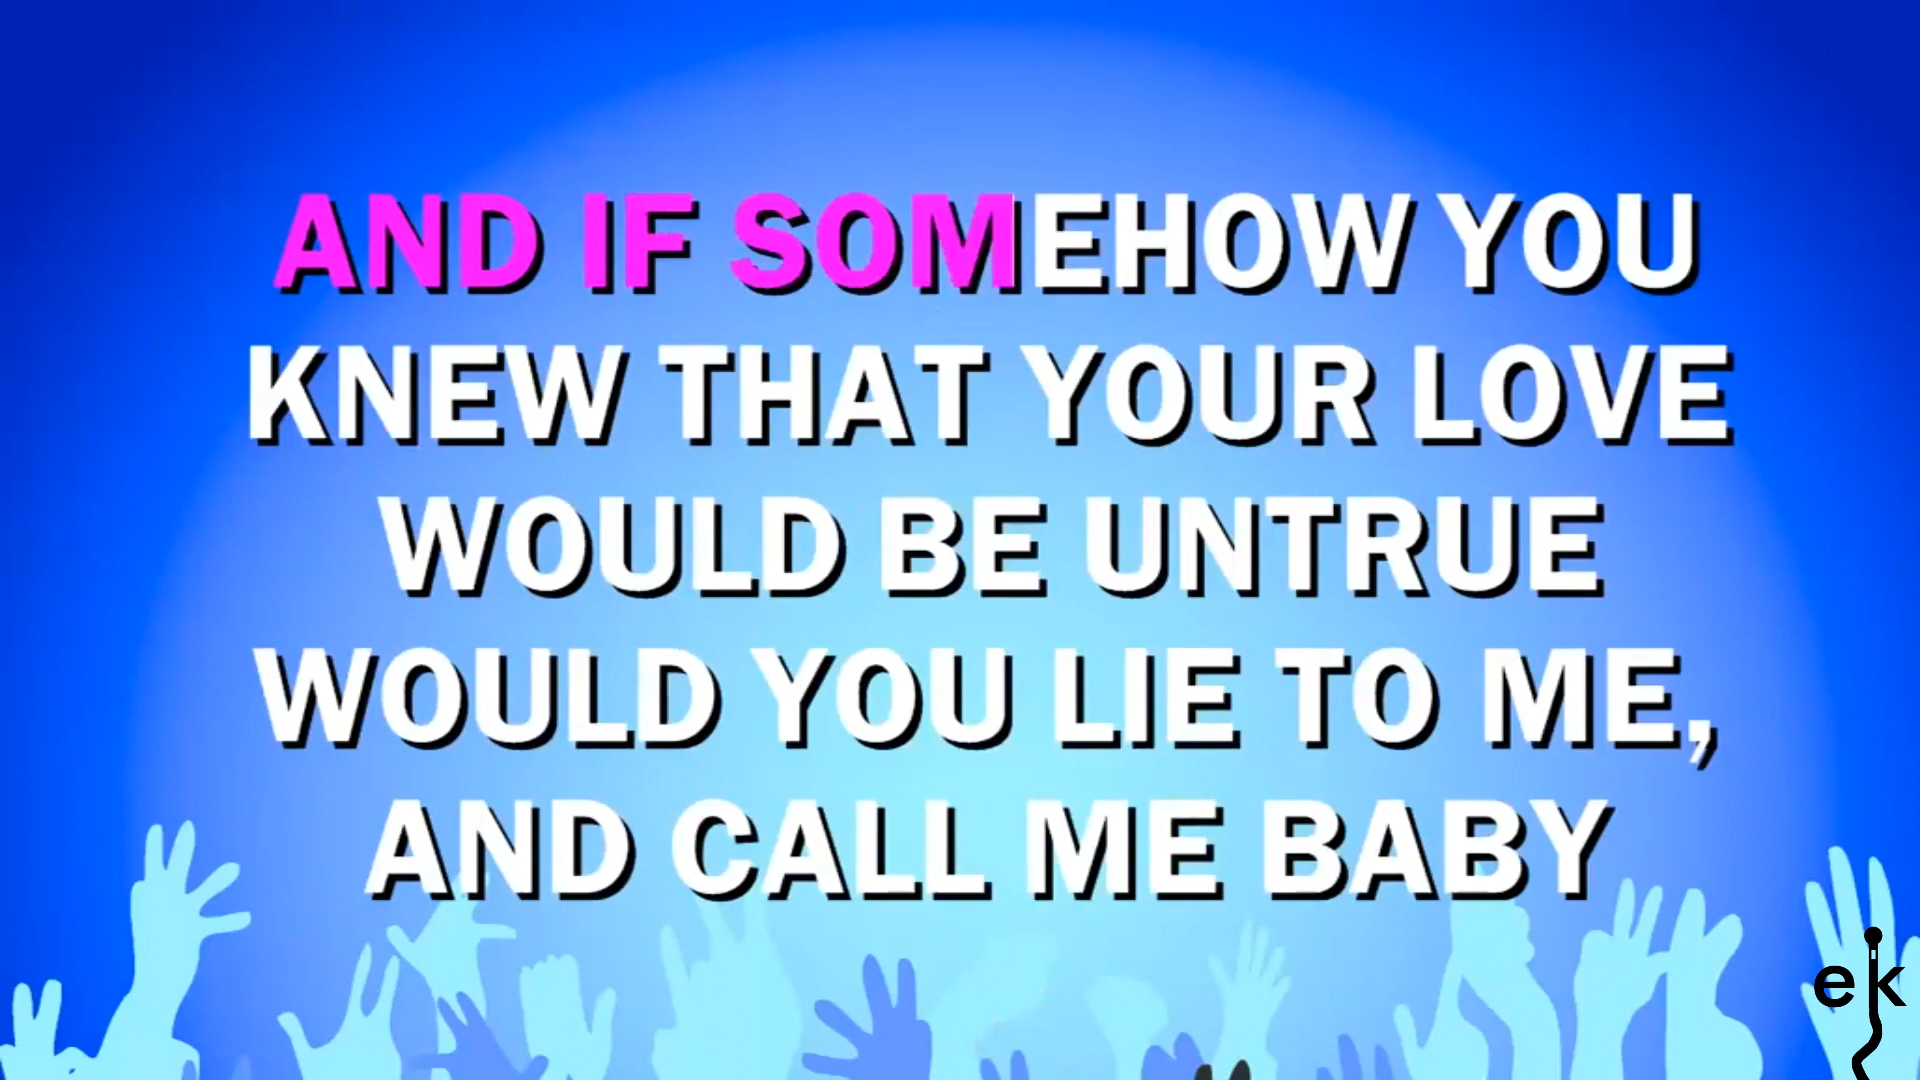 AND IF SOMEHOW YOU
KNEW THAT YOUR LOVE
WOULD BE UNTRUE
WOULD YOU LIE TO ME,
AND CALL ME BABY
ek